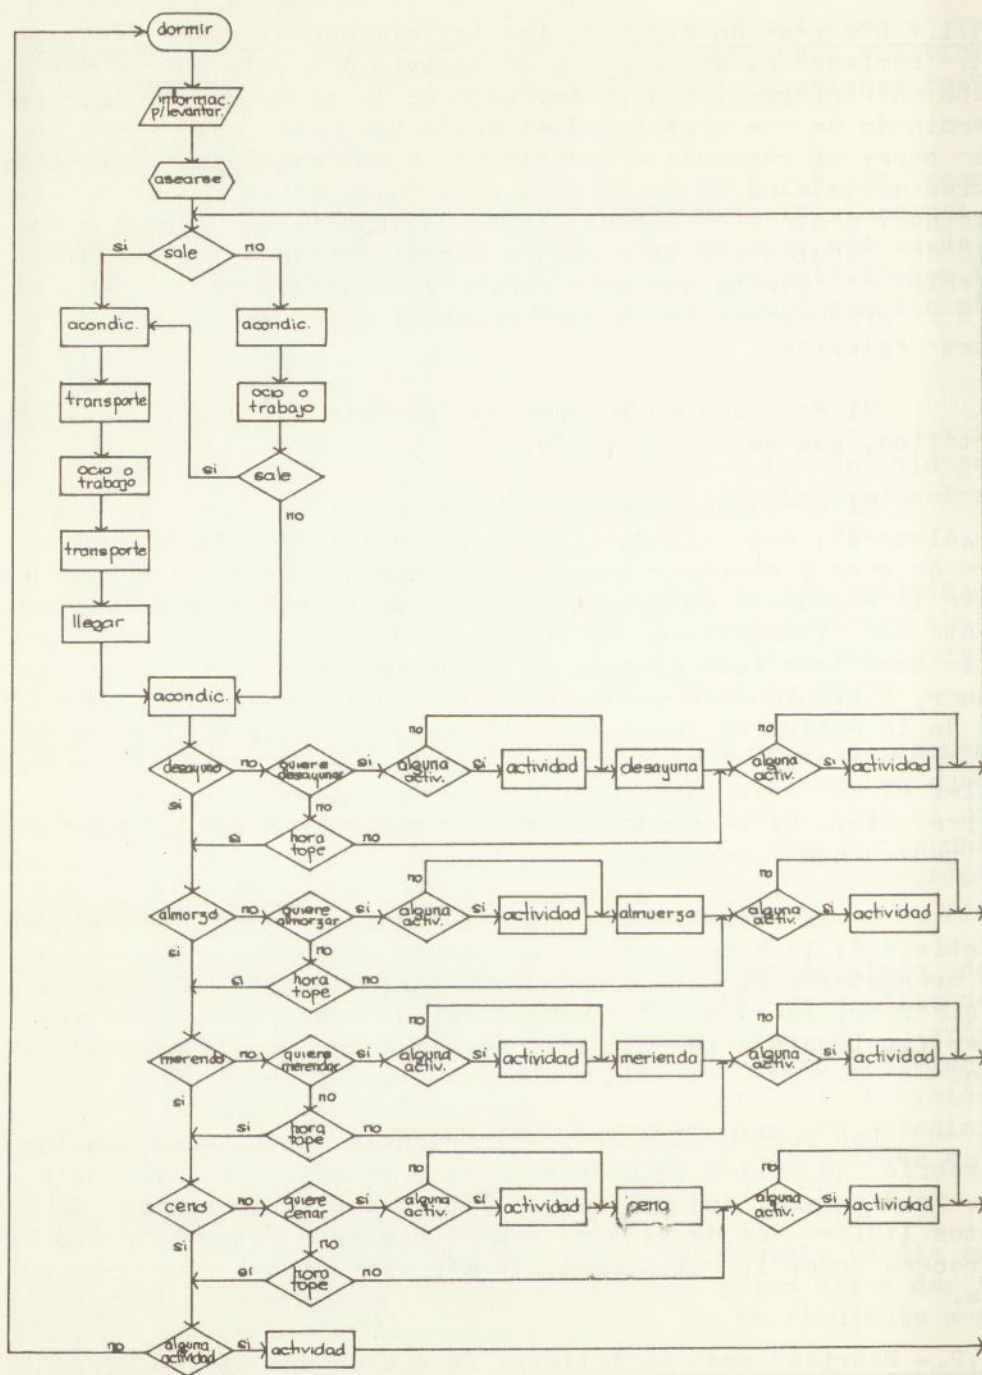 dormir
informac.
p/levantar.
asearse
si
sale
no
acondic.
acondic.
transporte
ocio o
trabajo
ocio o
trabajo
si
sale
no
transporte
llegar
acondic.
desayuno
no
quiere
desayunar
si
alguna
activ.
no
si
actividad
desayuna
alguna
activ.
no
si
actividad
si
no
si
hora
tope
no
almorzo
no
quiere
almorzar
si
alguna
activ.
no
si
actividad
almuerza
alguna
activ.
no
si
actividad
si
no
si
hora
tope
no
merendo
no
quiere
merendar
si
alguna
activ.
no
si
actividad
merienda
alguna
activ.
no
si
actividad
si
no
si
hora
tope
no
ceno
no
quiere
cenar
si
alguna
activ.
no
si
actividad
alguna
activ.
no
si
actividad
si
no
si
hora
tope
no
no
alguna
actividad
si
actividad